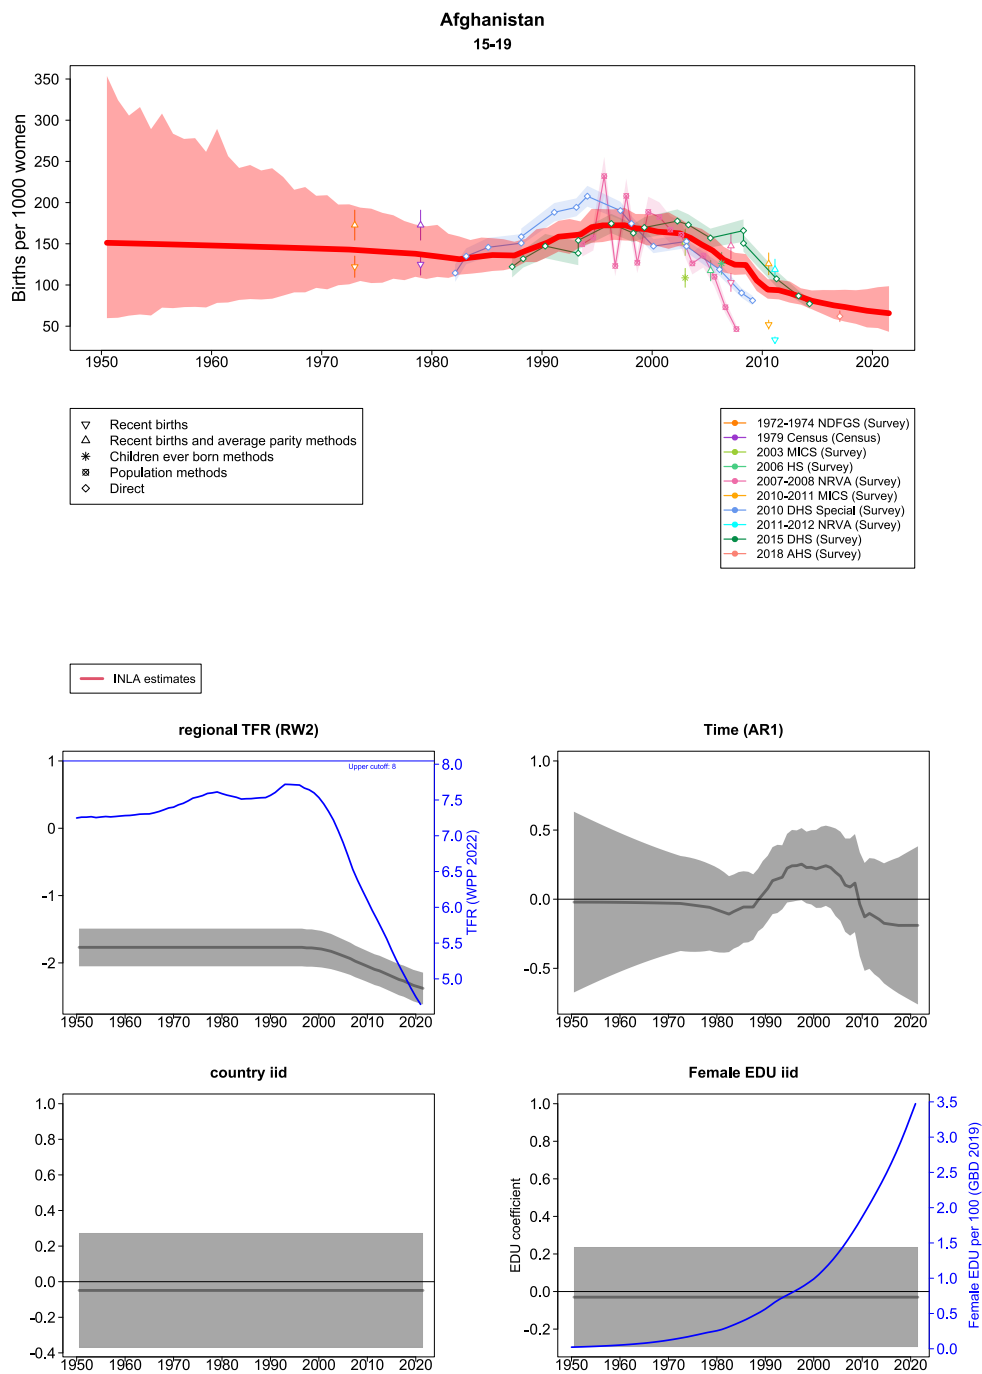 Afghanistan
15-19
Births per 1000 women
350
300
250
200
150
100
50
1950 1960 1970 1980 1990 2000 2010 2020
Recent births
Recent births and average parity methods
Children ever born methods
Population methods
Direct
1972-1974 NDFGS (Survey)
1979 Census (Census)
2003 MICS (Survey)
2006 HS (Survey)
2007-2008 NRVA (Survey)
2010-2011 MICS (Survey)
2010 DHS Special (Survey)
2011-2012 NRVA (Survey)
2015 DHS (Survey)
2018 AHS (Survey)
INLA estimates
regional TFR (RW2)
1
0
-1
-2
Upper cutoff: 8
8.0
7.5
7.0
6.5
6.0
5.5
5.0
TFR (WPP 2022)
1950 1960 1970 1980 1990 2000 2010 2020
Time (AR1)
1.0
0.5
0.0
-0.5
1950 1960 1970 1980 1990 2000 2010 2020
country iid
1.0
0.8
0.6
0.4
0.2
0.0
-0.2
-0.4
1950 1960 1970 1980 1990 2000 2010 2020
Female EDU iid
EDU coefficient
1.0
0.8
0.6
0.4
0.2
0.0
-0.2
3.5
3.0
2.5
2.0
1.5
1.0
0.5
0.0
Female EDU per 100 (GBD 2019)
1950 1960 1970 1980 1990 2000 2010 2020